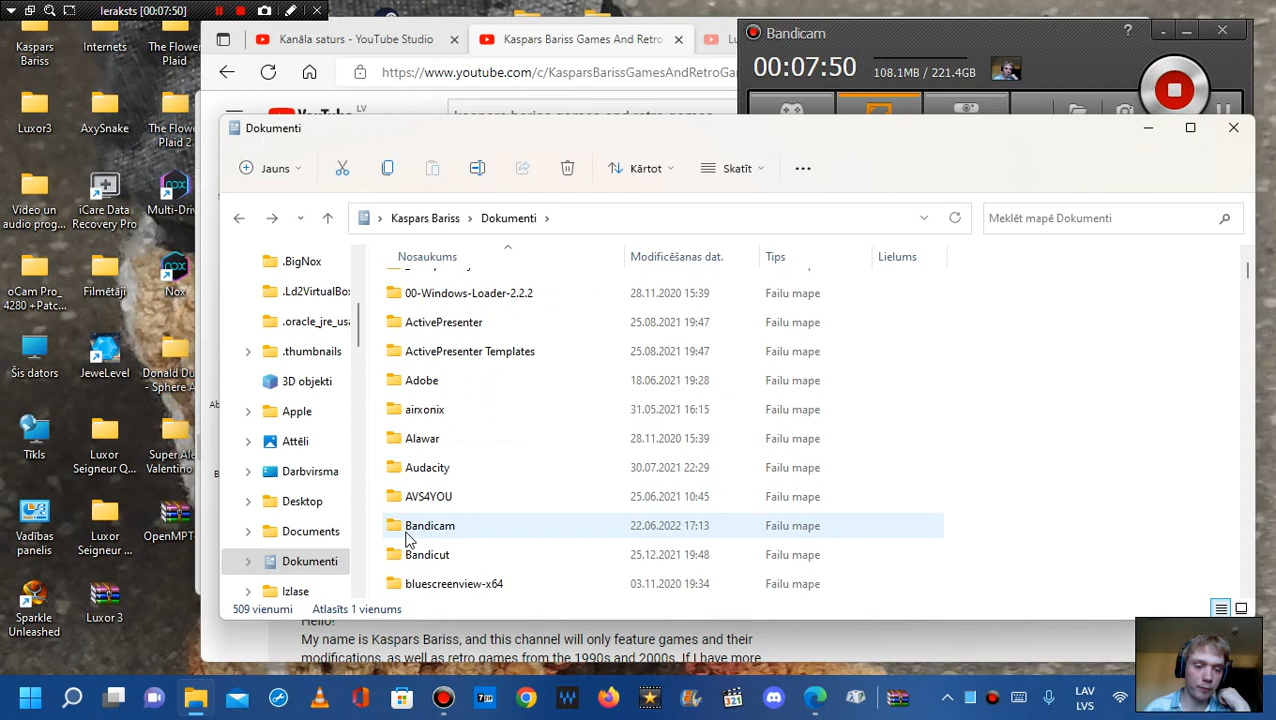 Ieraksts [00:07:50]
Kaspars Bariss
Internets
The Flower Plaid
Luxor3
AxySnake
The Flower Plaid 2
Video un audio prog...
iCare Data Recovery Pro
Multi-Driv
oCam Pro_ 4280 +Patc...
Filmētāji
Nox
Šis dators
JeweLevel
Donald Du - Sphere A
Tīkls
Luxor Seigneur Q...
Super Ale Valentino
Vadības panelis
Luxor Seigneur ...
OpenMPT
Sparkle Unleashed
Luxor 3
Kanāla saturs - YouTube Studio
Kaspars Bariss Games And Retro
https://www.youtube.com/c/KasparsBarissGamesAndRetroGa
LV
kaspars bariss games and retro games
Bandicam
00:07:50
108.1MB / 221.4GB
Dokumenti
Jauns
Kārtot
Skatīt
Kaspars Bariss > Dokumenti >
Meklēt mapē Dokumenti
.BigNox
.Ld2VirtualBo
.oracle_jre_usa
.thumbnails
3D objekti
Apple
Attēli
Darbvirsma
Desktop
Documents
Dokumenti
Izlase
Nosaukums Modificēšanas dat. Tips Lielums
00-Windows-Loader-2.2.2 28.11.2020 15:39 Failu mape
ActivePresenter 25.08.2021 19:47 Failu mape
ActivePresenter Templates 25.08.2021 19:47 Failu mape
Adobe 18.06.2021 19:28 Failu mape
airxonix 31.05.2021 16:15 Failu mape
Alawar 28.11.2020 15:39 Failu mape
Audacity 30.07.2021 22:29 Failu mape
AVS4YOU 25.06.2021 10:45 Failu mape
Bandicam 22.06.2022 17:13 Failu mape
Bandicut 25.12.2021 19:48 Failu mape
bluescreenview-x64 03.11.2020 19:34 Failu mape
509 vienumi Atlasīts 1 vienums
Hello!
My name is Kaspars Bariss, and this channel will only feature games and their
modifications, as well as retro games from the 1990s and 2000s. If I have more
LAV
LVS